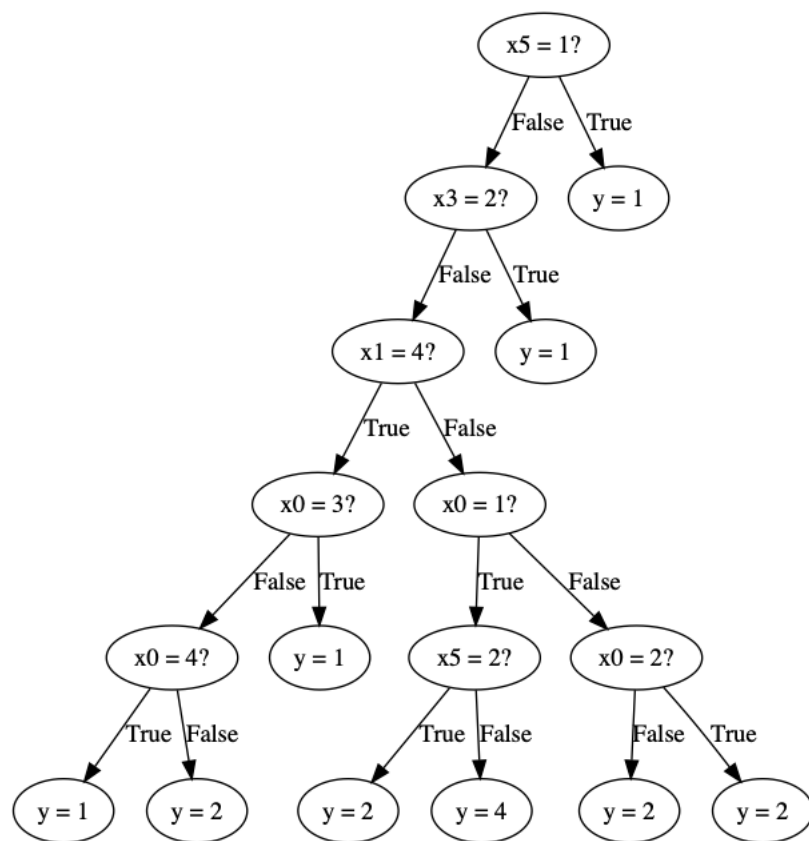 x5 = 1?
False
True
x3 = 2?
y = 1
False
True
x1 = 4?
y = 1
True
False
x0 = 3?
x0 = 1?
False
True
True
False
x0 = 4?
y = 1
x5 = 2?
x0 = 2?
True
False
True
False
False
True
y = 1
y = 2
y = 2
y = 4
y = 2
y = 2